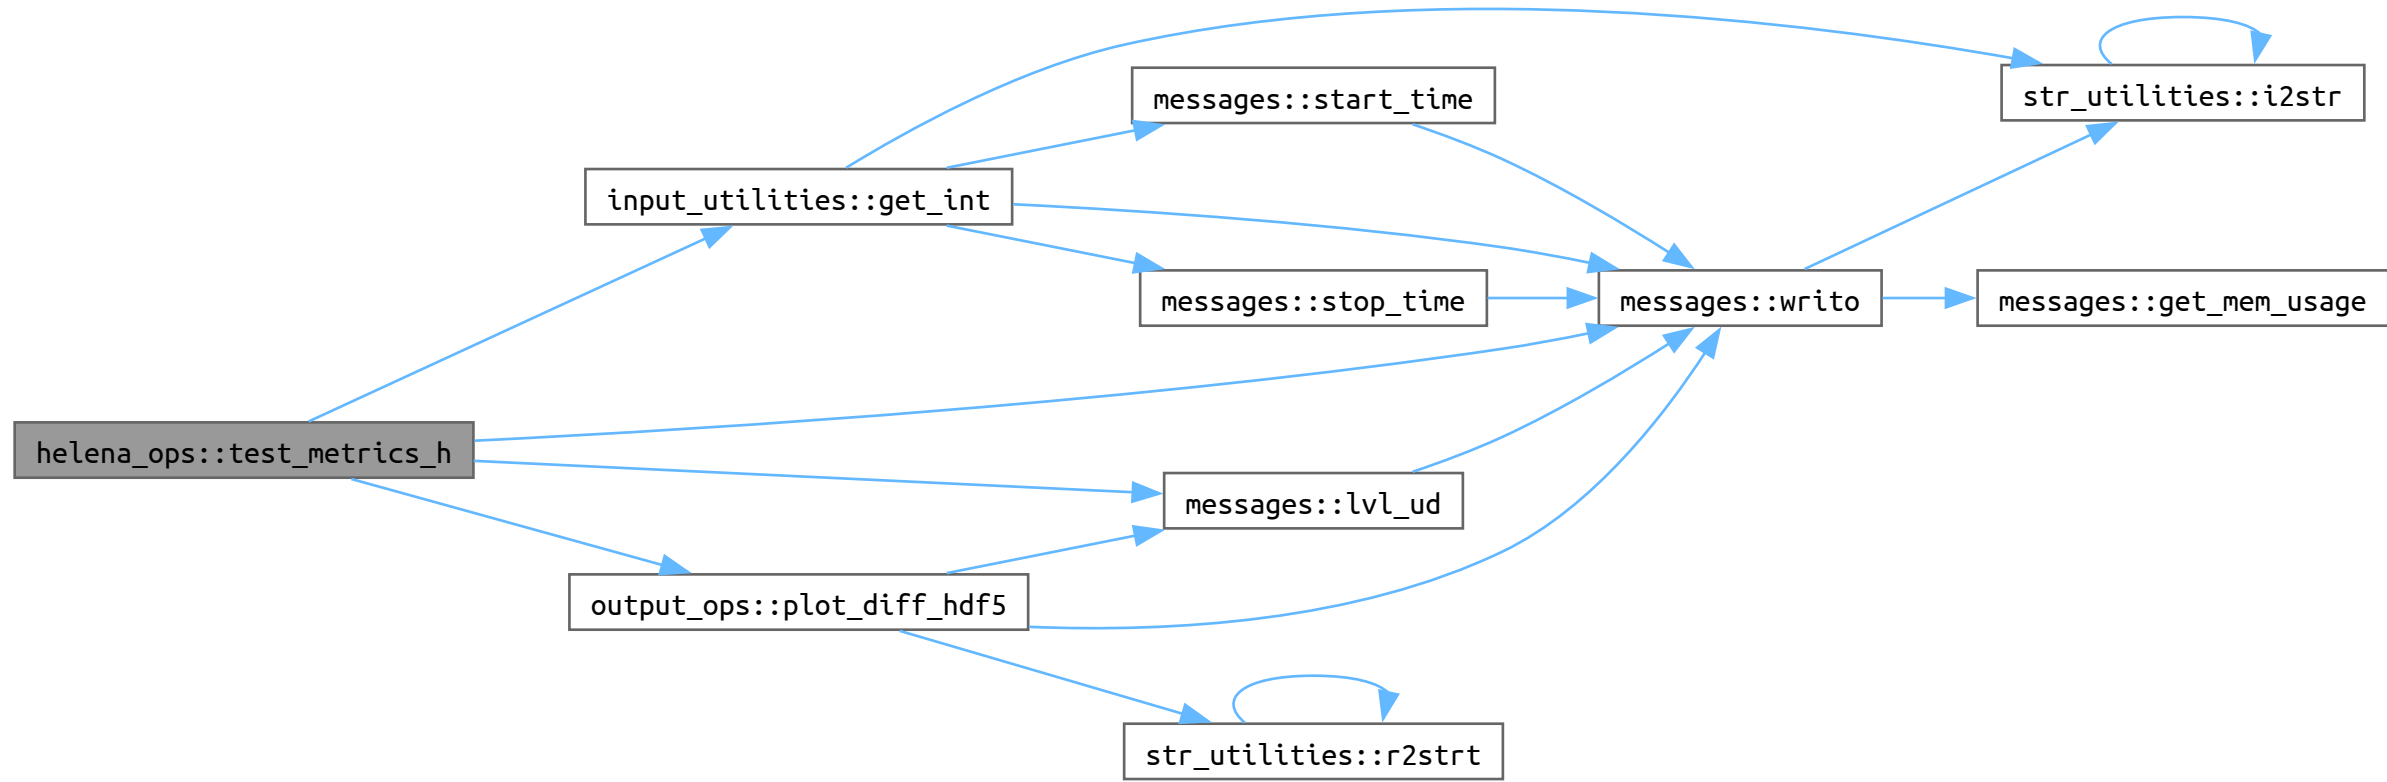 helena_ops::test_metrics_h
input_utilities::get_int
output_ops::plot_diff_hdf5
messages::start_time
messages::stop_time
messages::lvl_ud
str_utilities::r2strt
messages::writo
str_utilities::i2str
messages::get_mem_usage